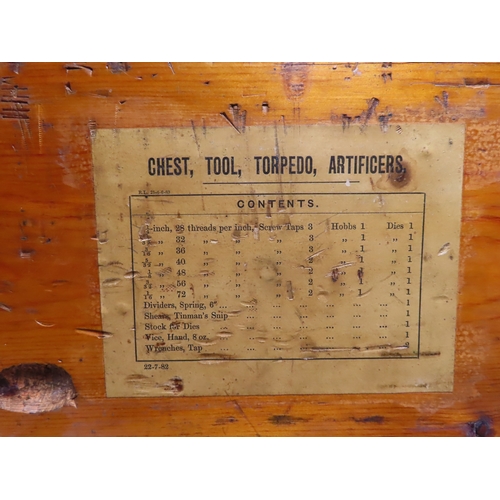 CHEST, TOOL, TORPEDO, ARTIFICERS.
CONTENTS.
-inch, 28 threads per inch, Screw Taps 3 Hobbs 1 Dies 1
„ 32 „ „ 3 „ 1 „ 1
„ 36 „ „ 3 „ 1 „ 1
„ 40 „ „ 2 „ 1 „ 1
„ 48 „ „ 2 „ 1 „ 1
„ 56 „ „ 2 „ 1 „ 1
„ 72 „ „ 2 „ 1 „ 1
Dividers, Spring, 6" ... ... ... ... ... 1
Shears, Tinman's Snip ... ... ... ... 1
Stock for Dies ... ... ... ... ... 1
Vice, Hand, 8 oz. ... ... ... ... ... 1
Wrenches, Tap ... ... 2
22-7-82